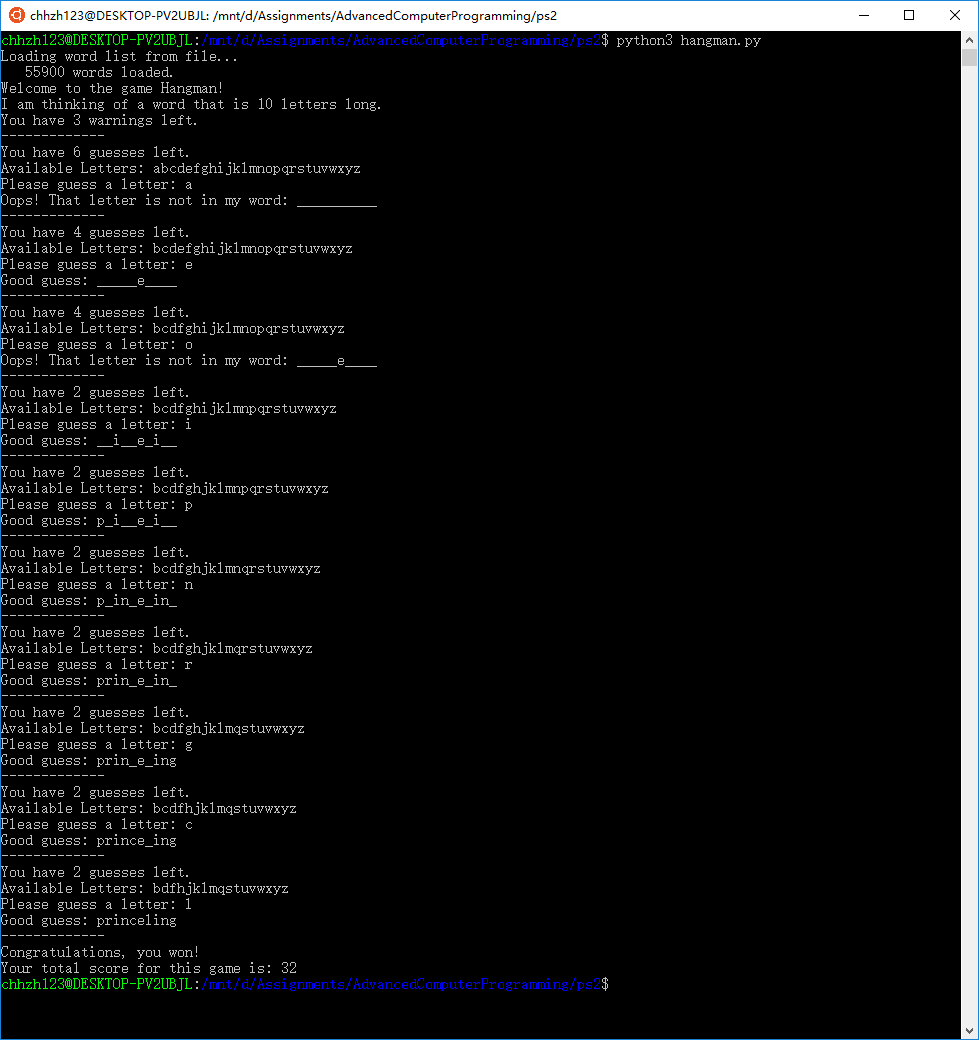 chhzh123@DESKTOP-PV2UBJL: /mnt/d/Assignments/AdvancedComputerProgramming/ps2
chhzh123@DESKTOP-PV2UBJL:/mnt/d/Assignments/AdvancedComputerProgramming/ps2$ python3 hangman.py
Loading word list from file...
   55900 words loaded.
Welcome to the game Hangman!
I am thinking of a word that is 10 letters long.
You have 3 warnings left.
-------------
You have 6 guesses left.
Available Letters: abcdefghijklmnopqrstuvwxyz
Please guess a letter: a
Oops! That letter is not in my word: __________
-------------
You have 4 guesses left.
Available Letters: bcdefghijklmnopqrstuvwxyz
Please guess a letter: e
Good guess: _____e____
-------------
You have 4 guesses left.
Available Letters: bcdfghijklmnopqrstuvwxyz
Please guess a letter: o
Oops! That letter is not in my word: _____e____
-------------
You have 2 guesses left.
Available Letters: bcdfghijklmnpqrstuvwxyz
Please guess a letter: i
Good guess: __i__e_i__
-------------
You have 2 guesses left.
Available Letters: bcdfghjklmnpqrstuvwxyz
Please guess a letter: p
Good guess: p_i__e_i__
-------------
You have 2 guesses left.
Available Letters: bcdfghjklmnqrstuvwxyz
Please guess a letter: n
Good guess: p_in_e_in_
-------------
You have 2 guesses left.
Available Letters: bcdfghjklmqrstuvwxyz
Please guess a letter: r
Good guess: prin_e_in_
-------------
You have 2 guesses left.
Available Letters: bcdfghjklmqstuvwxyz
Please guess a letter: g
Good guess: prin_e_ing
-------------
You have 2 guesses left.
Available Letters: bcdfhjklmqstuvwxyz
Please guess a letter: c
Good guess: prince_ing
-------------
You have 2 guesses left.
Available Letters: bdfhjklmqstuvwxyz
Please guess a letter: l
Good guess: princeling
-------------
Congratulations, you won!
Your total score for this game is: 32
chhzh123@DESKTOP-PV2UBJL:/mnt/d/Assignments/AdvancedComputerProgramming/ps2$